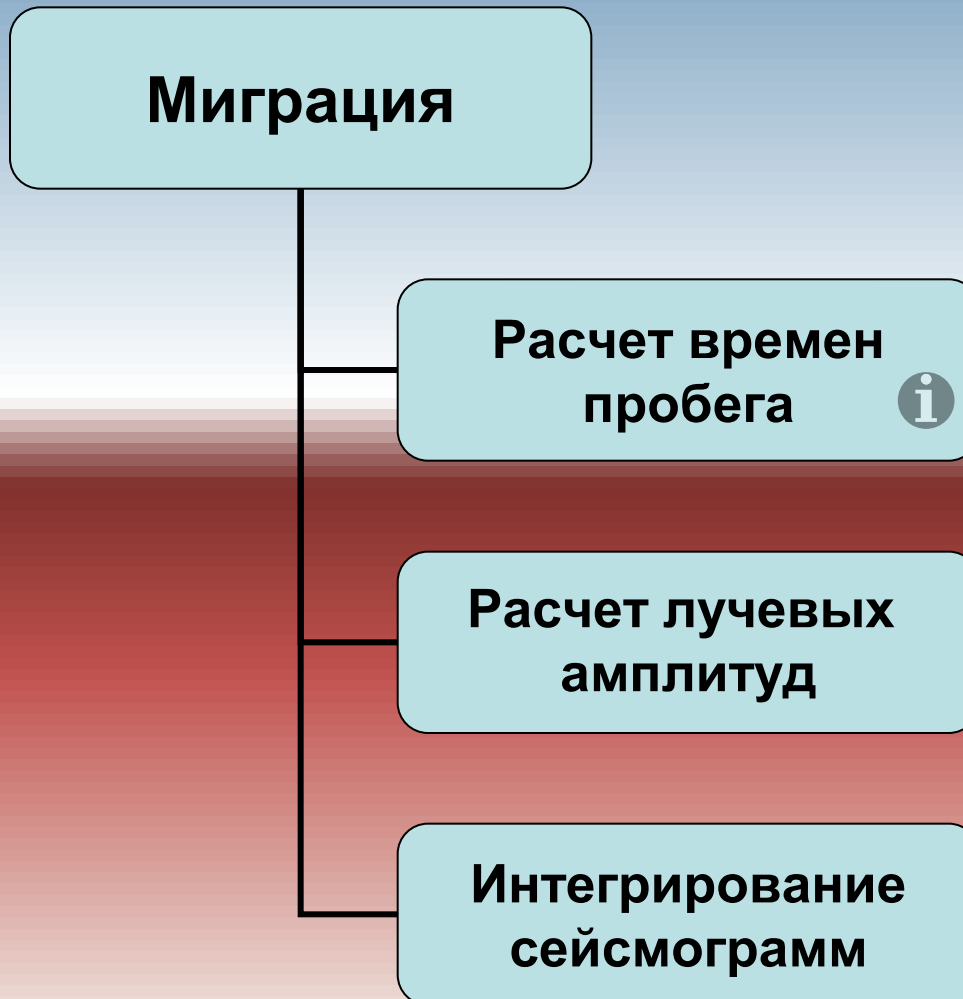 Миграция
Расчет времен
пробега
i
Расчет лучевых
амплитуд
Интегрирование
сейсмограмм